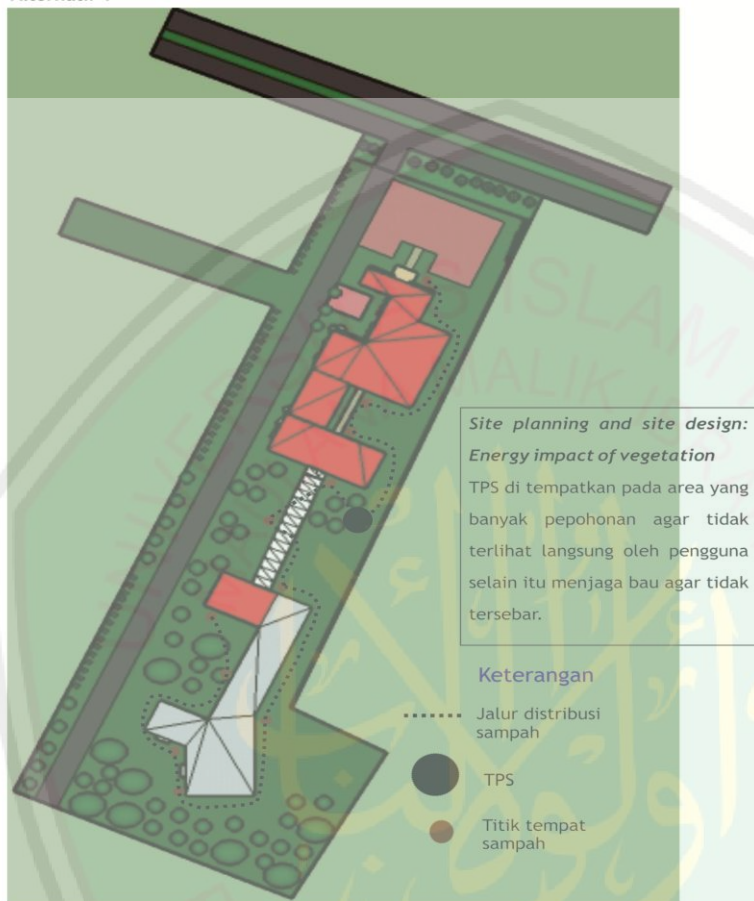 Site planning and site design:
Energy impact of vegetation
TPS di tempatkan pada area yang
banyak pepohonan agar tidak
terlihat langsung oleh pengguna
selain itu menjaga bau agar tidak
tersebar.
Keterangan
Jalur distribusi
sampah
TPS
Titik tempat
sampah